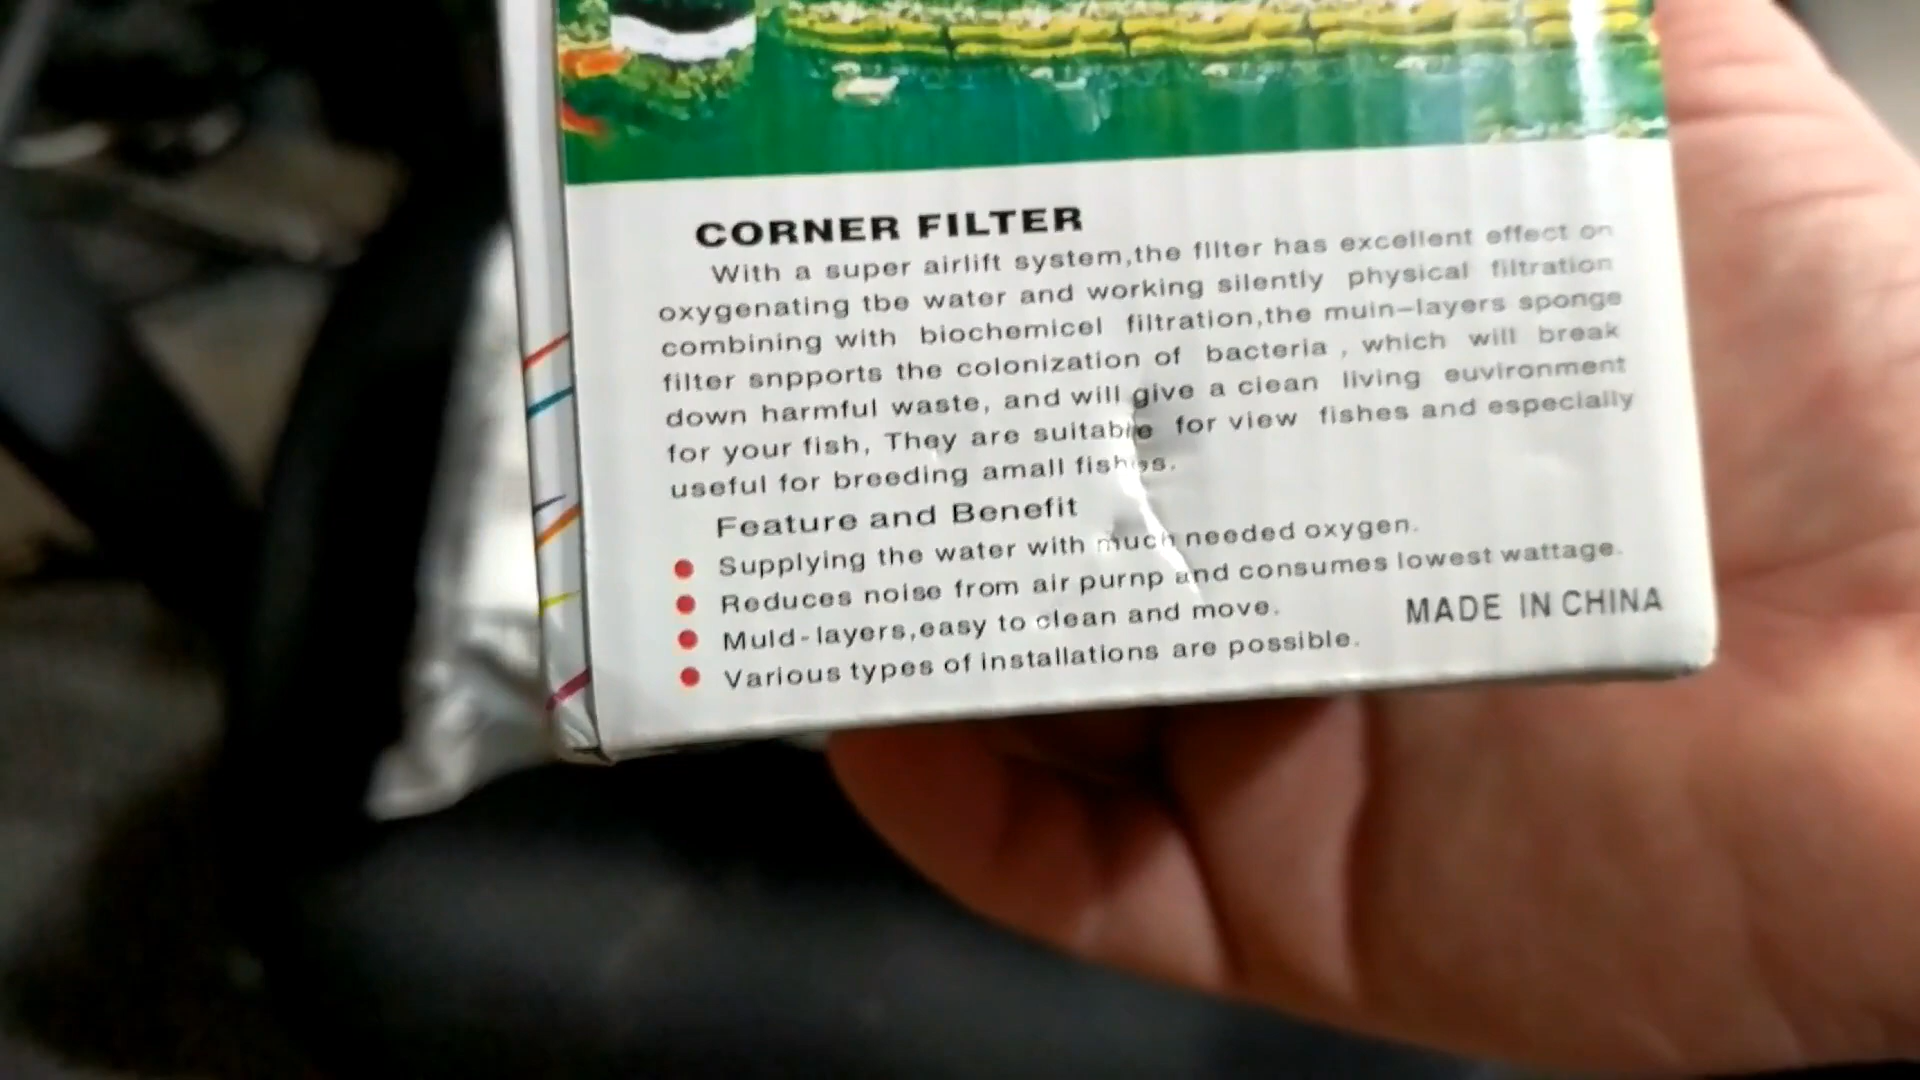 CORNER FILTER
With a super airlift system,the fllter has excellent effect on
oxygenating tbe water and working silently physical filtration
combining with biochemicel filtration,the muin-layers sponge
filter snpports the colonization of bacteria , which will break
down harmful waste, and will give a clean living euvironment
for your fish, They are suitable for view fishes and especially
useful for breeding amall fishes.
Feature and Benefit
Supplying the water with much needed oxygen.
Reduces noise from air purnp and consumes lowest wattage.
Muld-layers,easy to clean and move.
MADE IN CHINA
Various types of installations are possible.